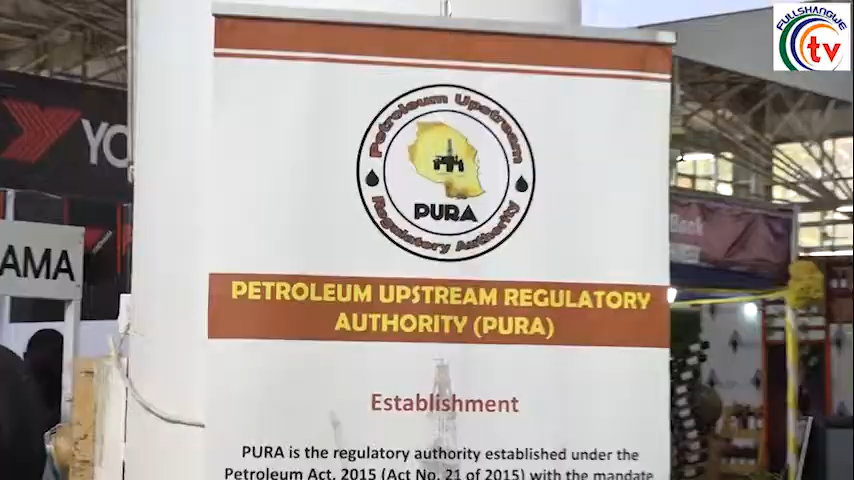 FULLSHANGWE
tv
YO
AMA
Petroleum Upstream
PURA
Regulatory Authority
PETROLEUM UPSTREAM REGULATORY
AUTHORITY (PURA)
Establishment
PURA is the regulatory authority established under the
Petroleum Act, 2015 (Act No. 21 of 2015) with the mandate